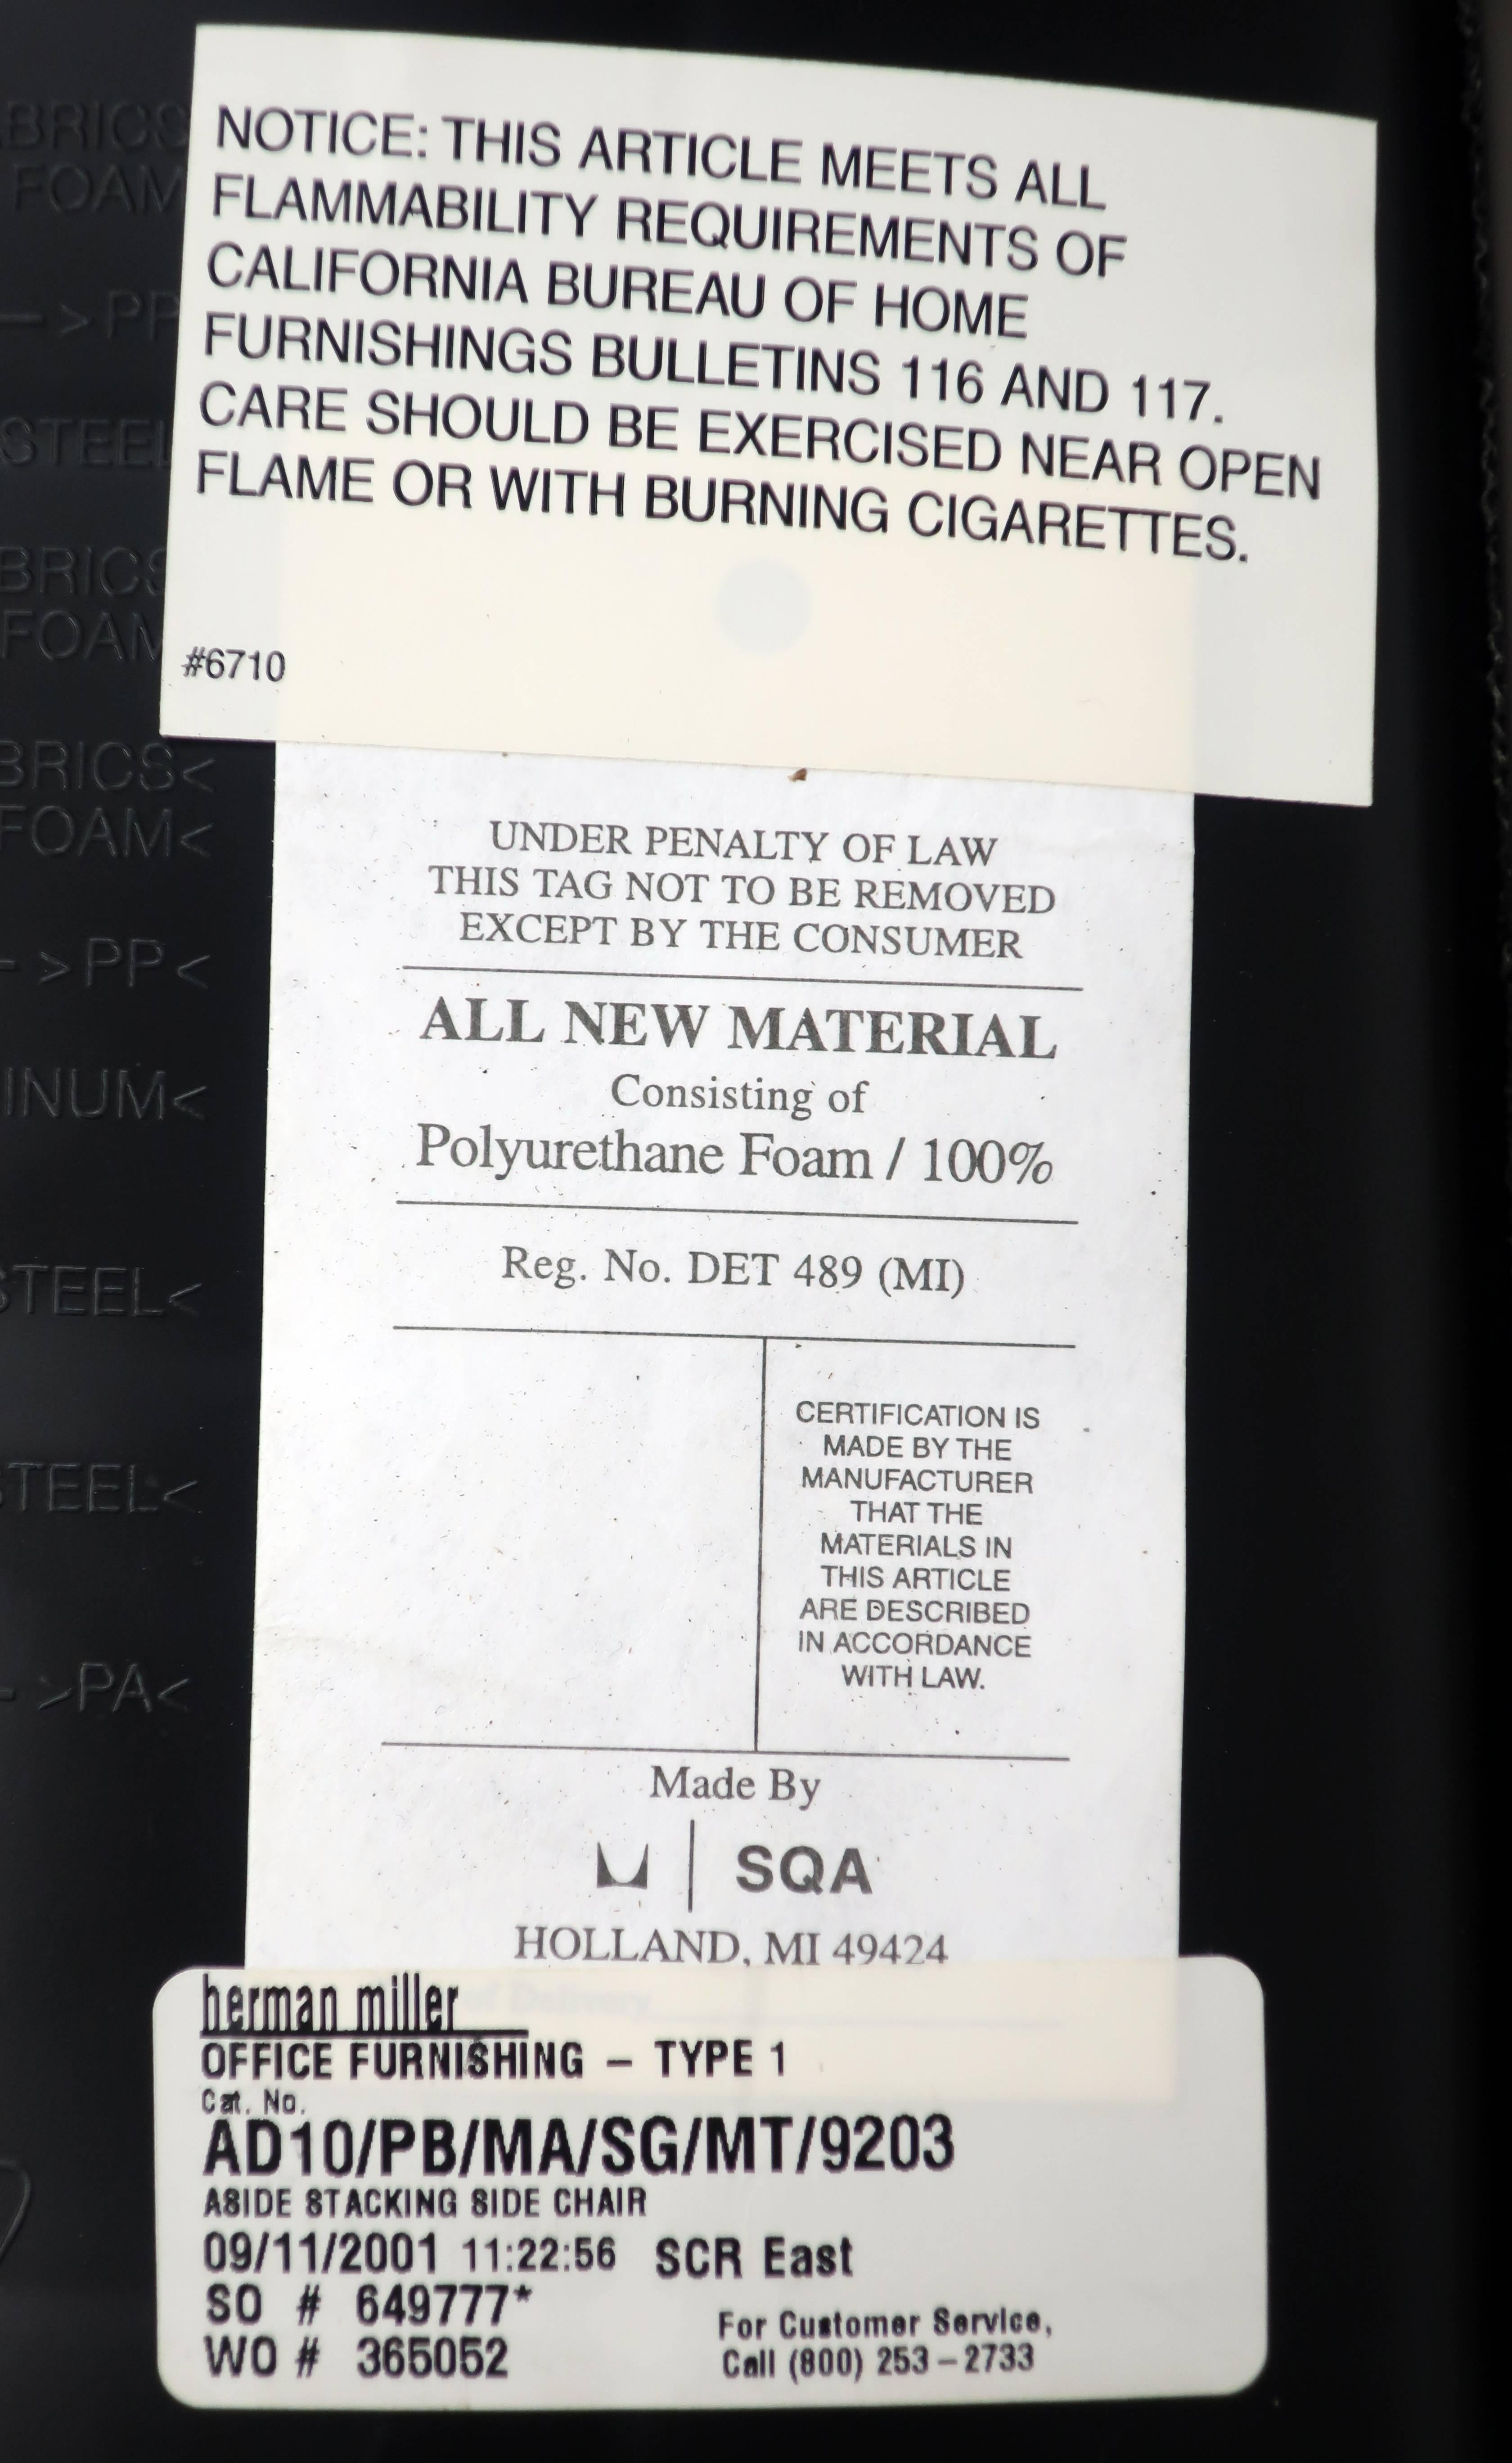 NOTICE: THIS ARTICLE MEETS ALL
FLAMMABILITY REQUIREMENTS OF
CALIFORNIA BUREAU OF HOME
FURNISHINGS BULLETINS 116 AND 117.
CARE SHOULD BE EXERCISED NEAR OPEN
FLAME OR WITH BURNING CIGARETTES.
#6710
UNDER PENALTY OF LAW
THIS TAG NOT TO BE REMOVED
EXCEPT BY THE CONSUMER
ALL NEW MATERIAL
Consisting of
Polyurethane Foam / 100%
Reg. No. DET 489 (MI)
CERTIFICATION IS
MADE BY THE
MANUFACTURER
THAT THE
MATERIALS IN
THIS ARTICLE
ARE DESCRIBED
IN ACCORDANCE
WITH LAW.
Made By
SQA
HOLLAND, MI 49424
of Delivery
herman miller
OFFICE FURNISHING – TYPE 1
Cat. No.
AD10/PB/MA/SG/MT/9203
ASIDE STACKING SIDE CHAIR
09/11/2001 11:22:56 SCR East
SO # 649777*
WO # 365052
For Customer Service,
Call (800) 253–2733
BRICS
FOAM
>PP
STEEL
BRICS
FOAM
BRICS<
FOAM<
>PP<
INUM<
STEEL<
TEEL<
>PA<